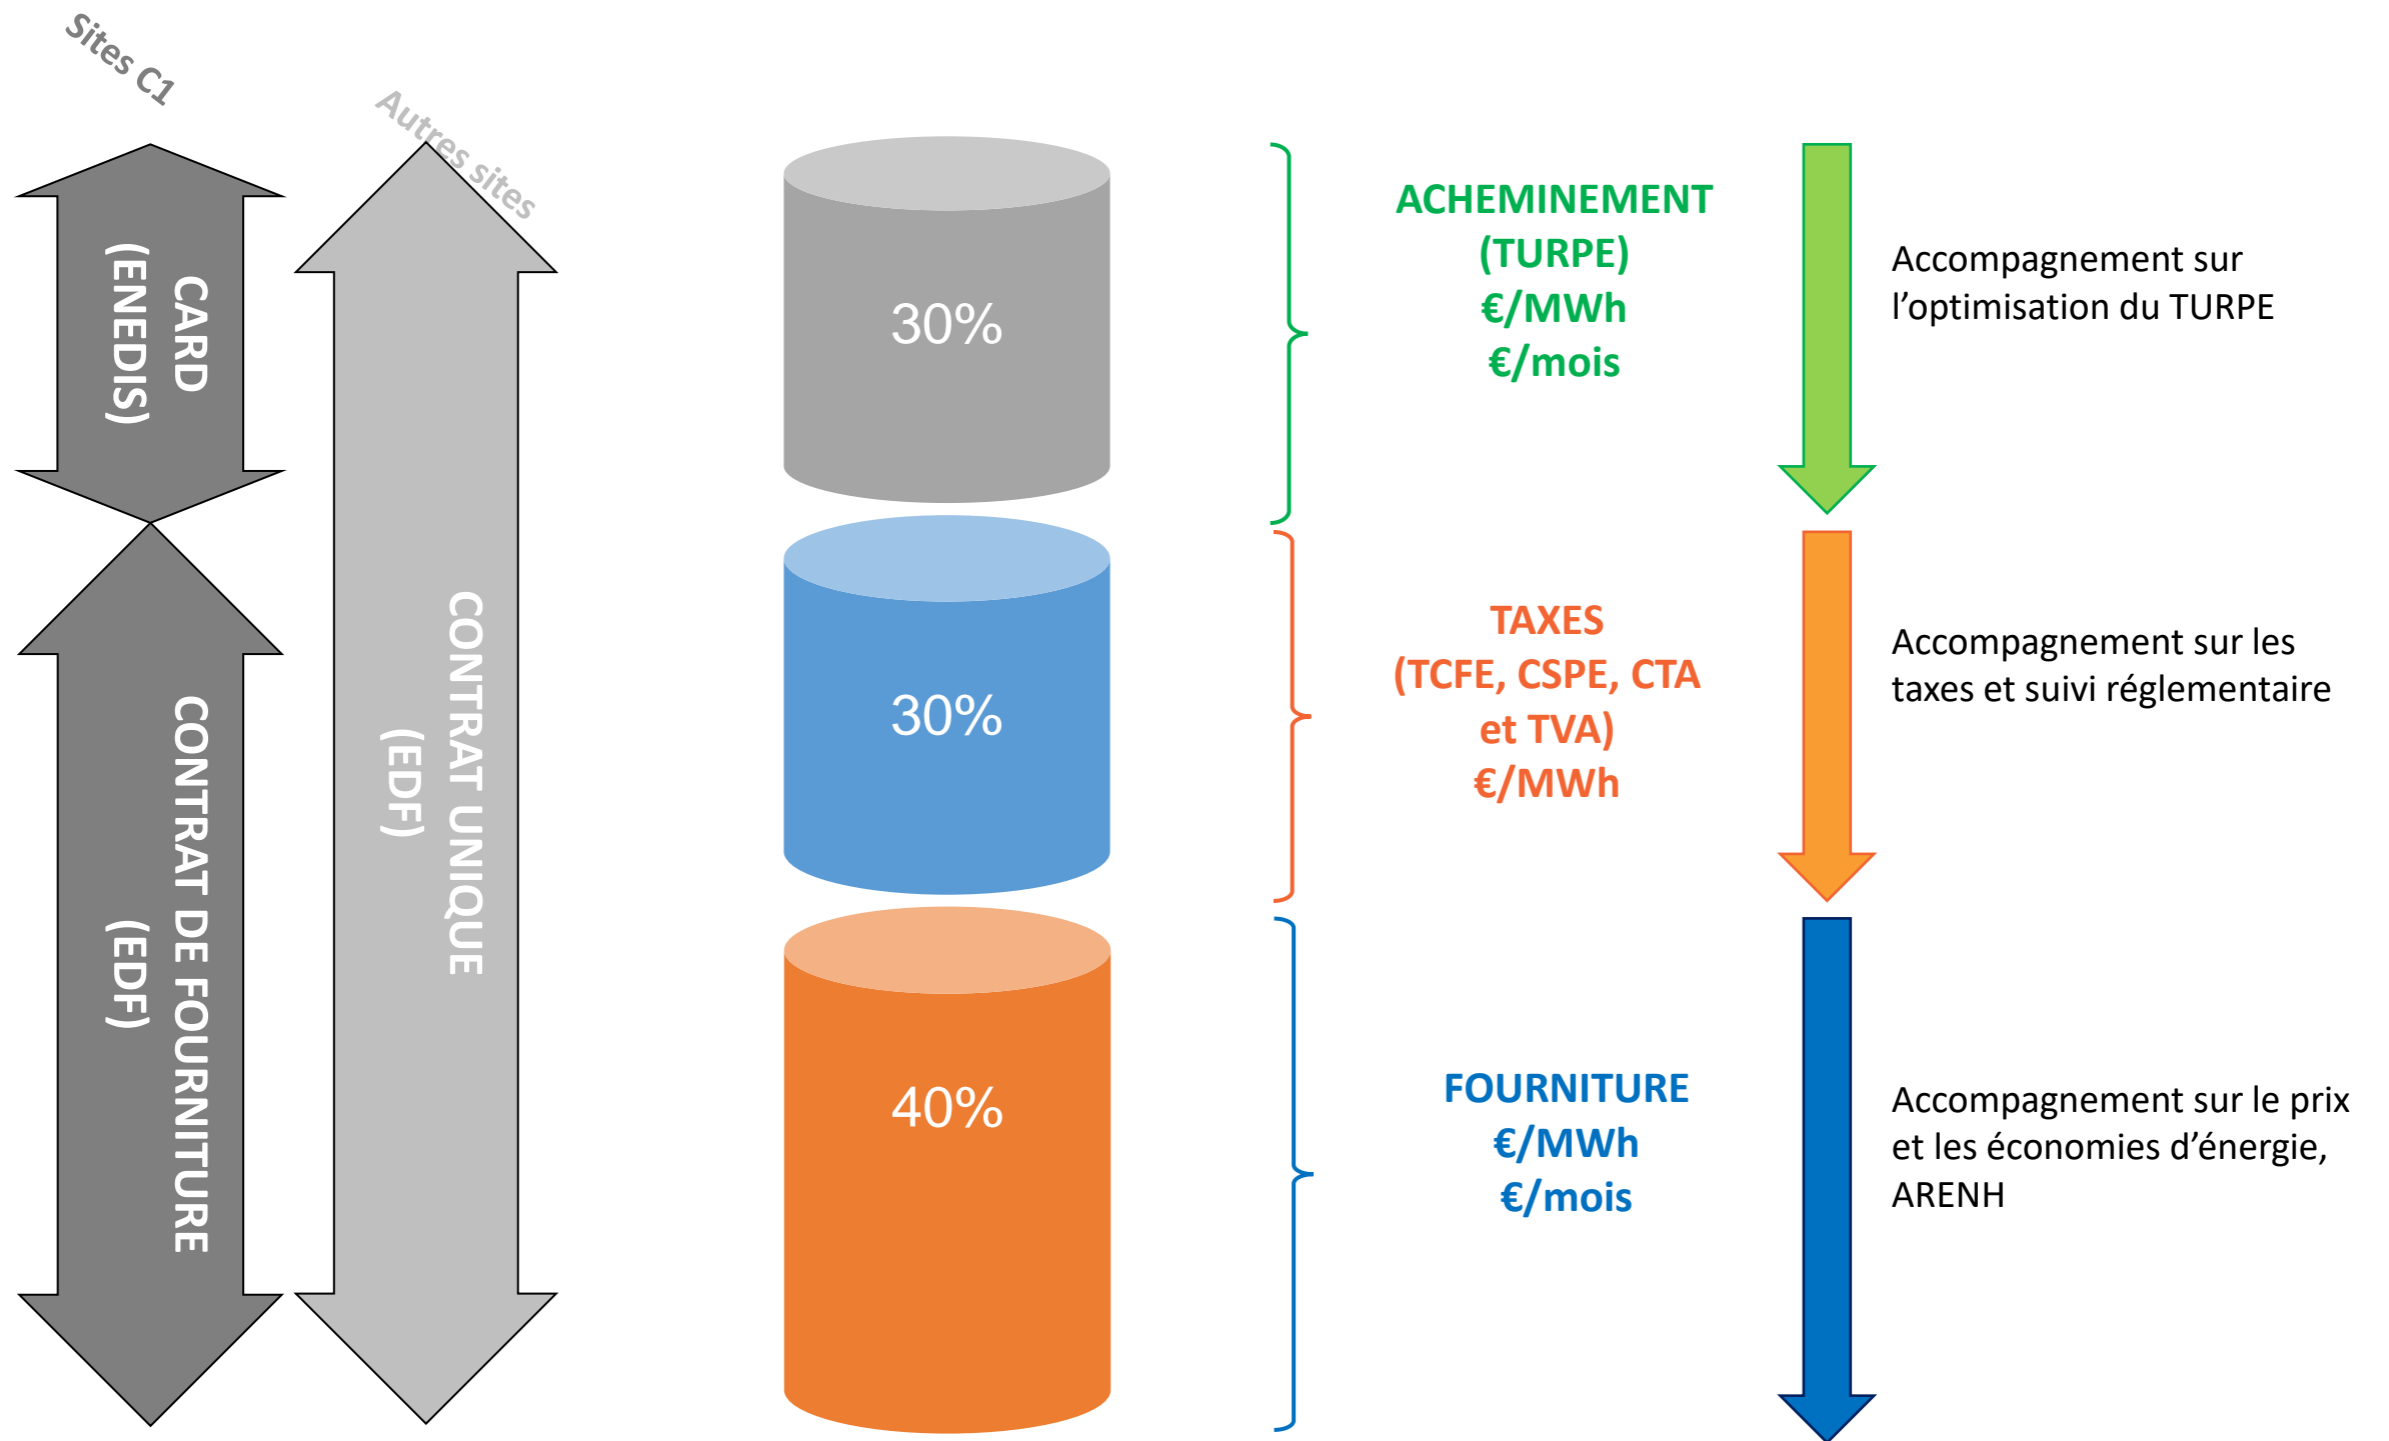 Sites C1
Autres sites
CARD
(ENEDIS)
CONTRAT DE FOURNITURE
(EDF)
CONTRAT UNIQUE
(EDF)
30%
ACHEMINEMENT
(TURPE)
€/MWh
€/mois
Accompagnement sur
l’optimisation du TURPE
30%
TAXES
(TCFE, CSPE, CTA
et TVA)
€/MWh
Accompagnement sur les
taxes et suivi réglementaire
40%
FOURNITURE
€/MWh
€/mois
Accompagnement sur le prix
et les économies d’énergie,
ARENH